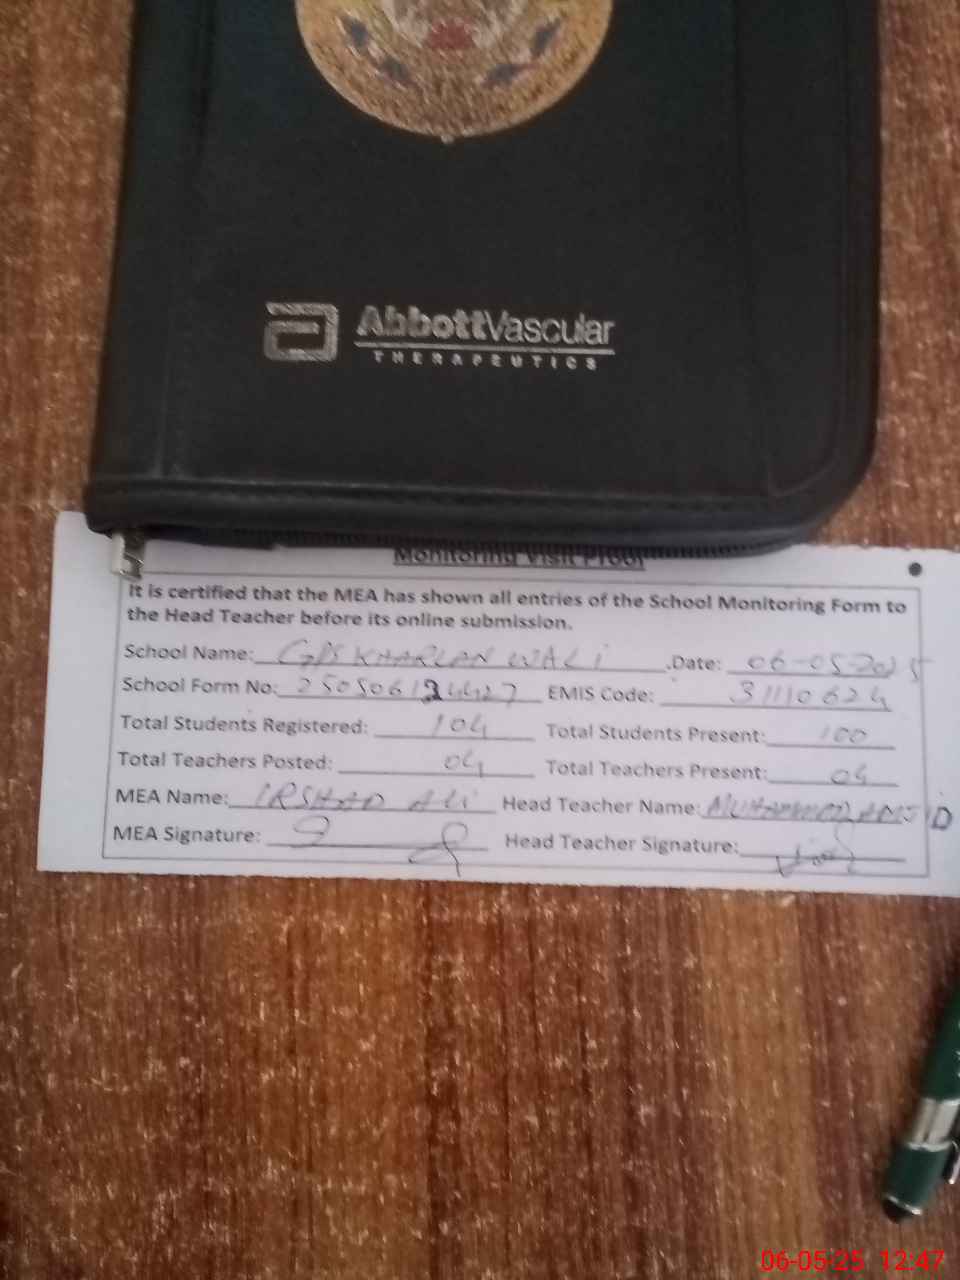 AbbottVascular
THERAPEUTICS
Monitoring Visit Proof
It is certified that the MEA has shown all entries of the School Monitoring Form to
the Head Teacher before its online submission.
School Name: GPS KHARLAN WALI .Date: 06-05-2025
School Form No: 250506124427 EMIS Code: 31110624
Total Students Registered: 104 Total Students Present: 100
Total Teachers Posted: 04 Total Teachers Present: 04
MEA Name: IRSHAD ALI Head Teacher Name: MUHAMMAD AMJID
MEA Signature: Head Teacher Signature:
06-05-25 12:47